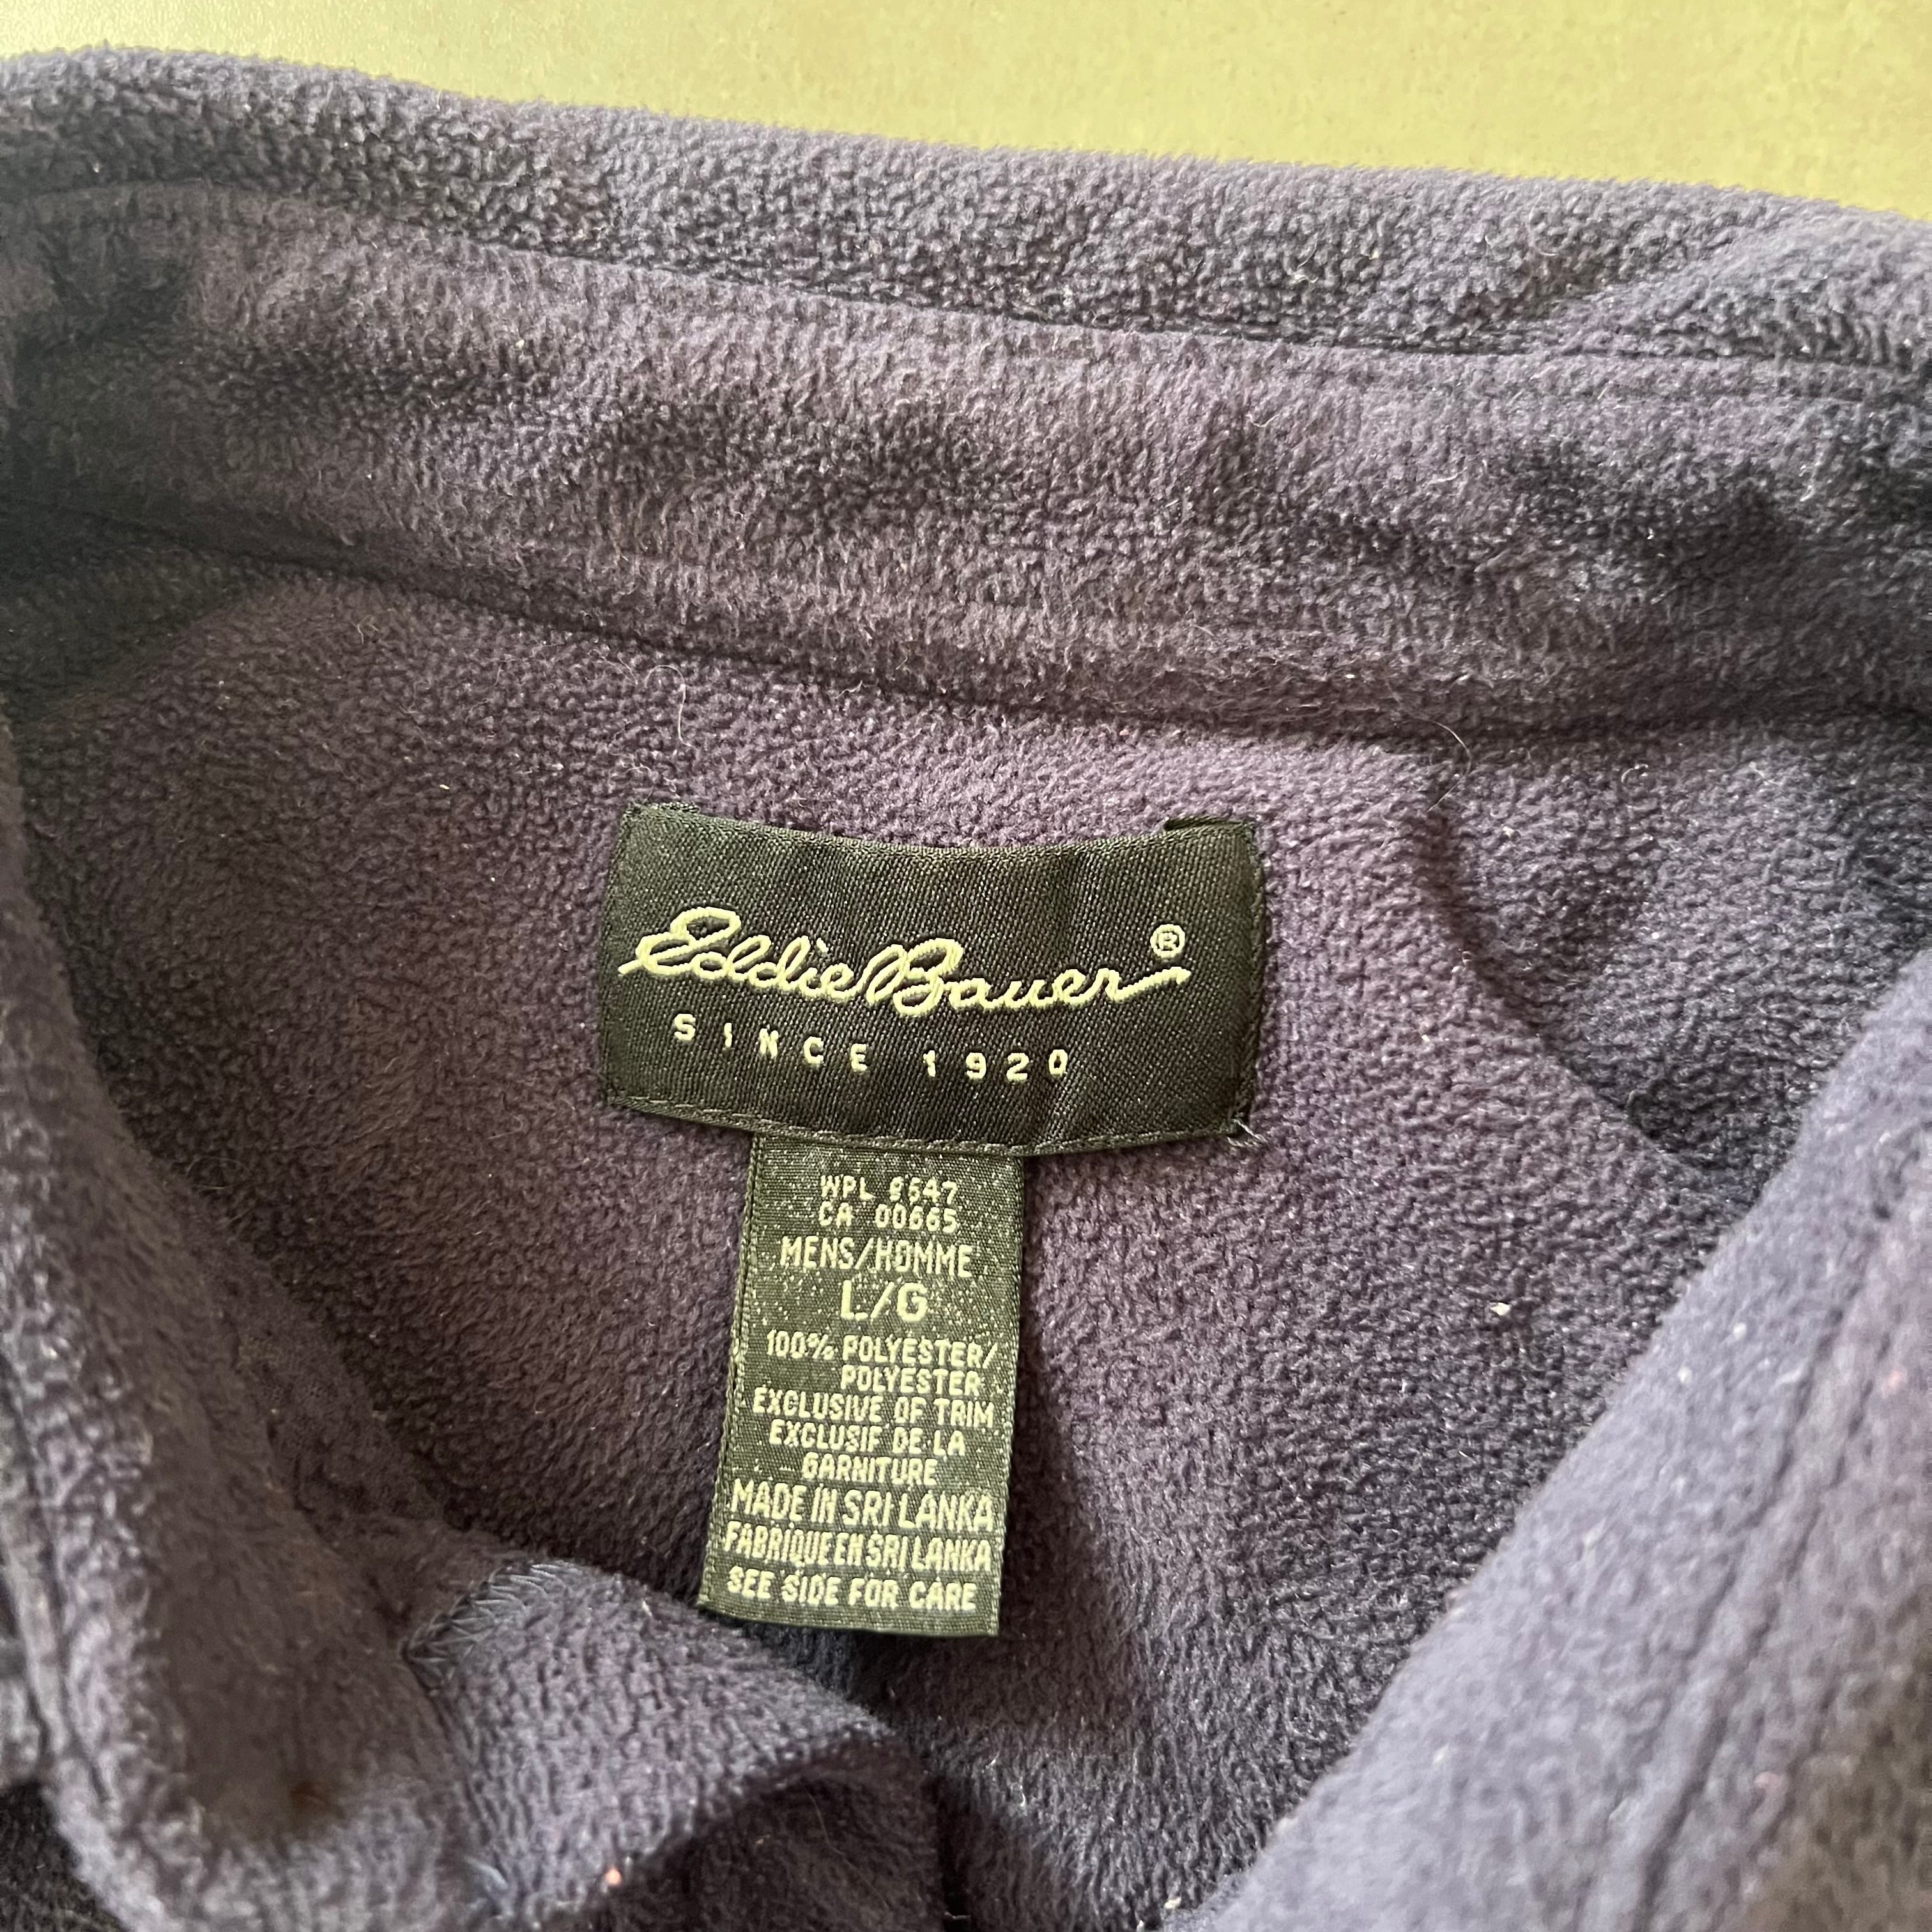 Eddie Bauer ®
SINCE 1920
WPL 9547
CA 00665
MENS/HOMME
L/G
100% POLYESTER/
POLYESTER
EXCLUSIVE OF TRIM
EXCLUSIF DE LA
GARNITURE
MADE IN SRI LANKA
FABRIQUE EN SRI LANKA
SEE SIDE FOR CARE